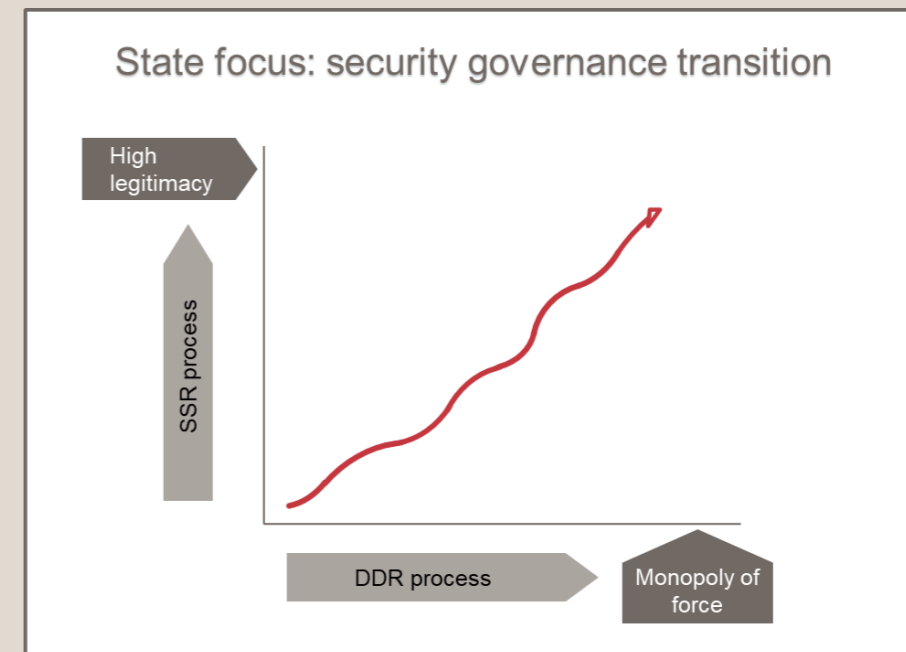 State focus: security governance transition
High
legitimacy
SSR process
DDR process
Monopoly of
force